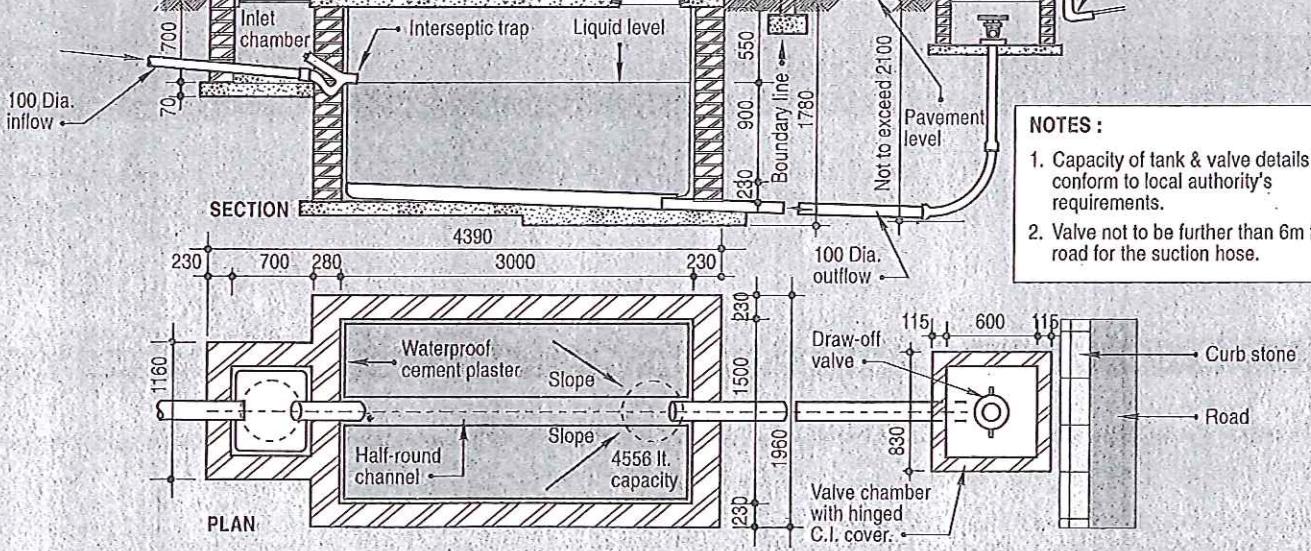 Inlet
chamber
Interseptic trap
Liquid level
700
70
100 Dia.
inflow
550
900
230
Boundary line
1780
Not to exceed 2100
Pavement
level
NOTES :
1. Capacity of tank & valve details
conform to local authority's
requirements.
2. Valve not to be further than 6m
road for the suction hose.
SECTION
100 Dia.
outflow
4390
230
700
280
3000
230
1160
Waterproof
cement plaster
Slope
Slope
Half-round
channel
4556 lt.
capacity
230
1500
230
1960
PLAN
Draw-off
valve
115
600
115
830
Valve chamber
with hinged
C.I. cover.
Curb stone
Road